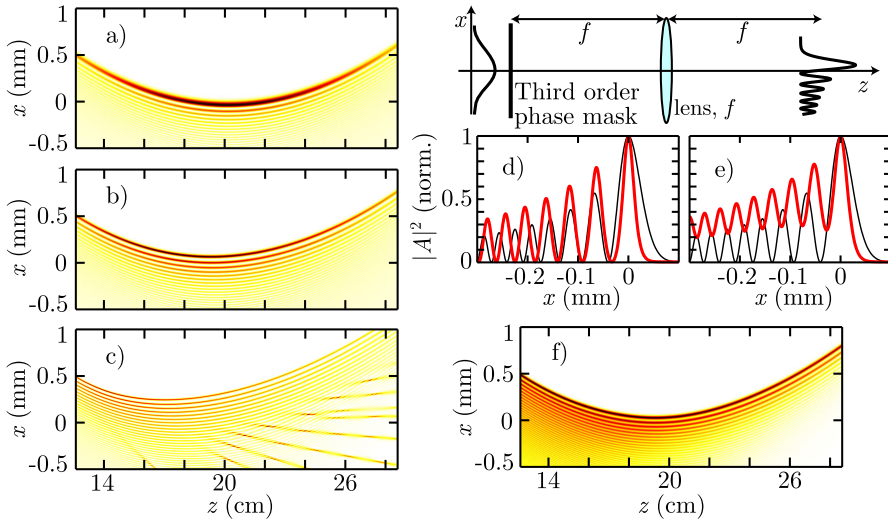 a)
1
0.5
0
-0.5
x (mm)
b)
1
0.5
0
-0.5
x (mm)
c)
1
0.5
0
-0.5
x (mm)
14
20
26
z (cm)
x
f
f
z
Third order
phase mask
lens, f
d)
e)
1
0.5
0
|A|² (norm.)
-0.2
-0.1
0
-0.2
-0.1
0
x (mm)
x (mm)
f)
1
0.5
0
-0.5
x (mm)
14
20
26
z (cm)